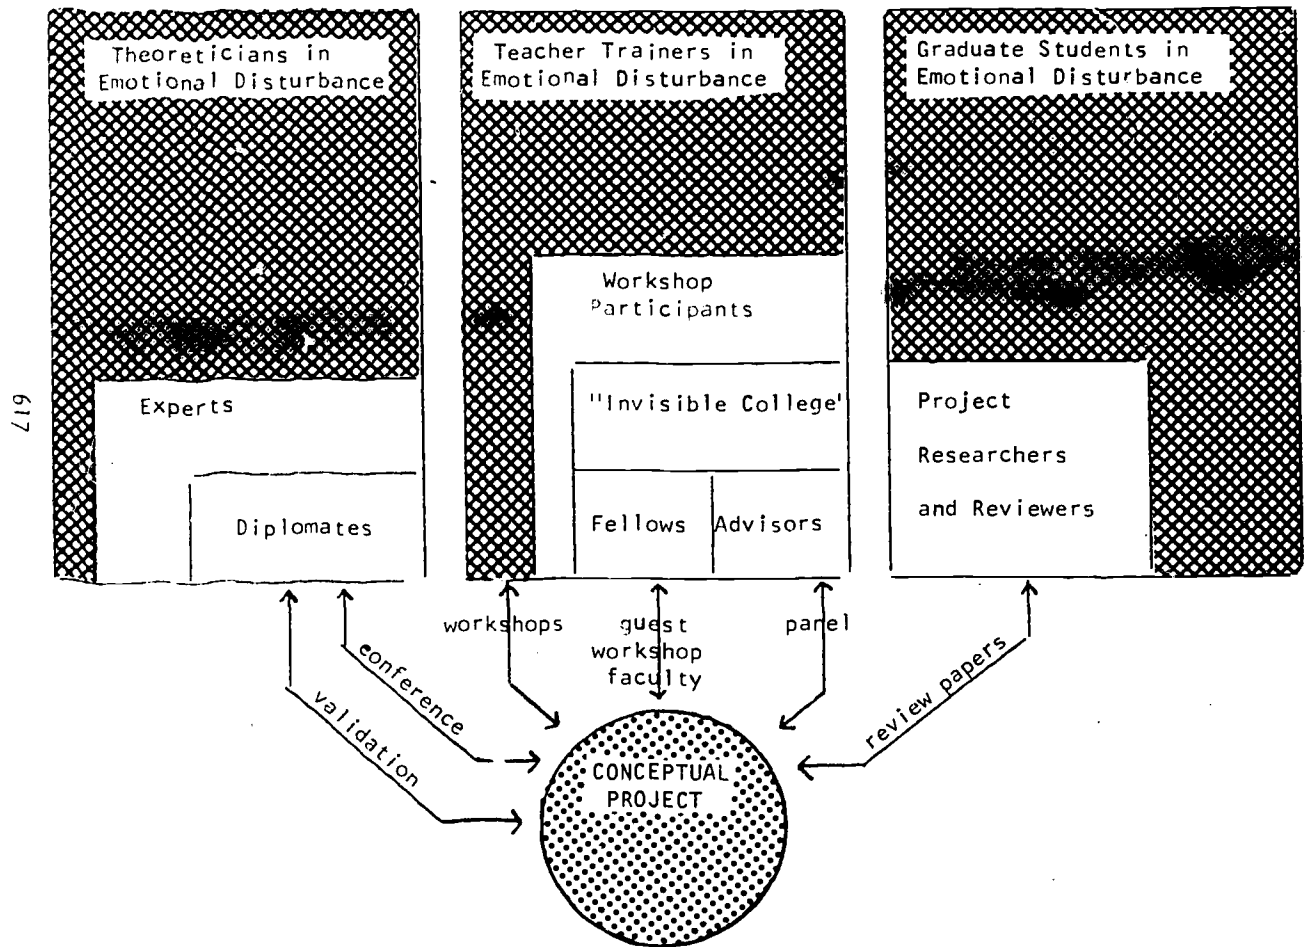 Theoreticians in
Emotional Disturbance
Experts
Diplomates
Teacher Trainers in
Emotional Disturbance
Workshop
Participants
"Invisible College'
Fellows
Advisors
Graduate Students in
Emotional Disturbance
Project
Researchers
and Reviewers
617
workshops
guest
workshop
faculty
panel
conference
validation
review papers
CONCEPTUAL
PROJECT